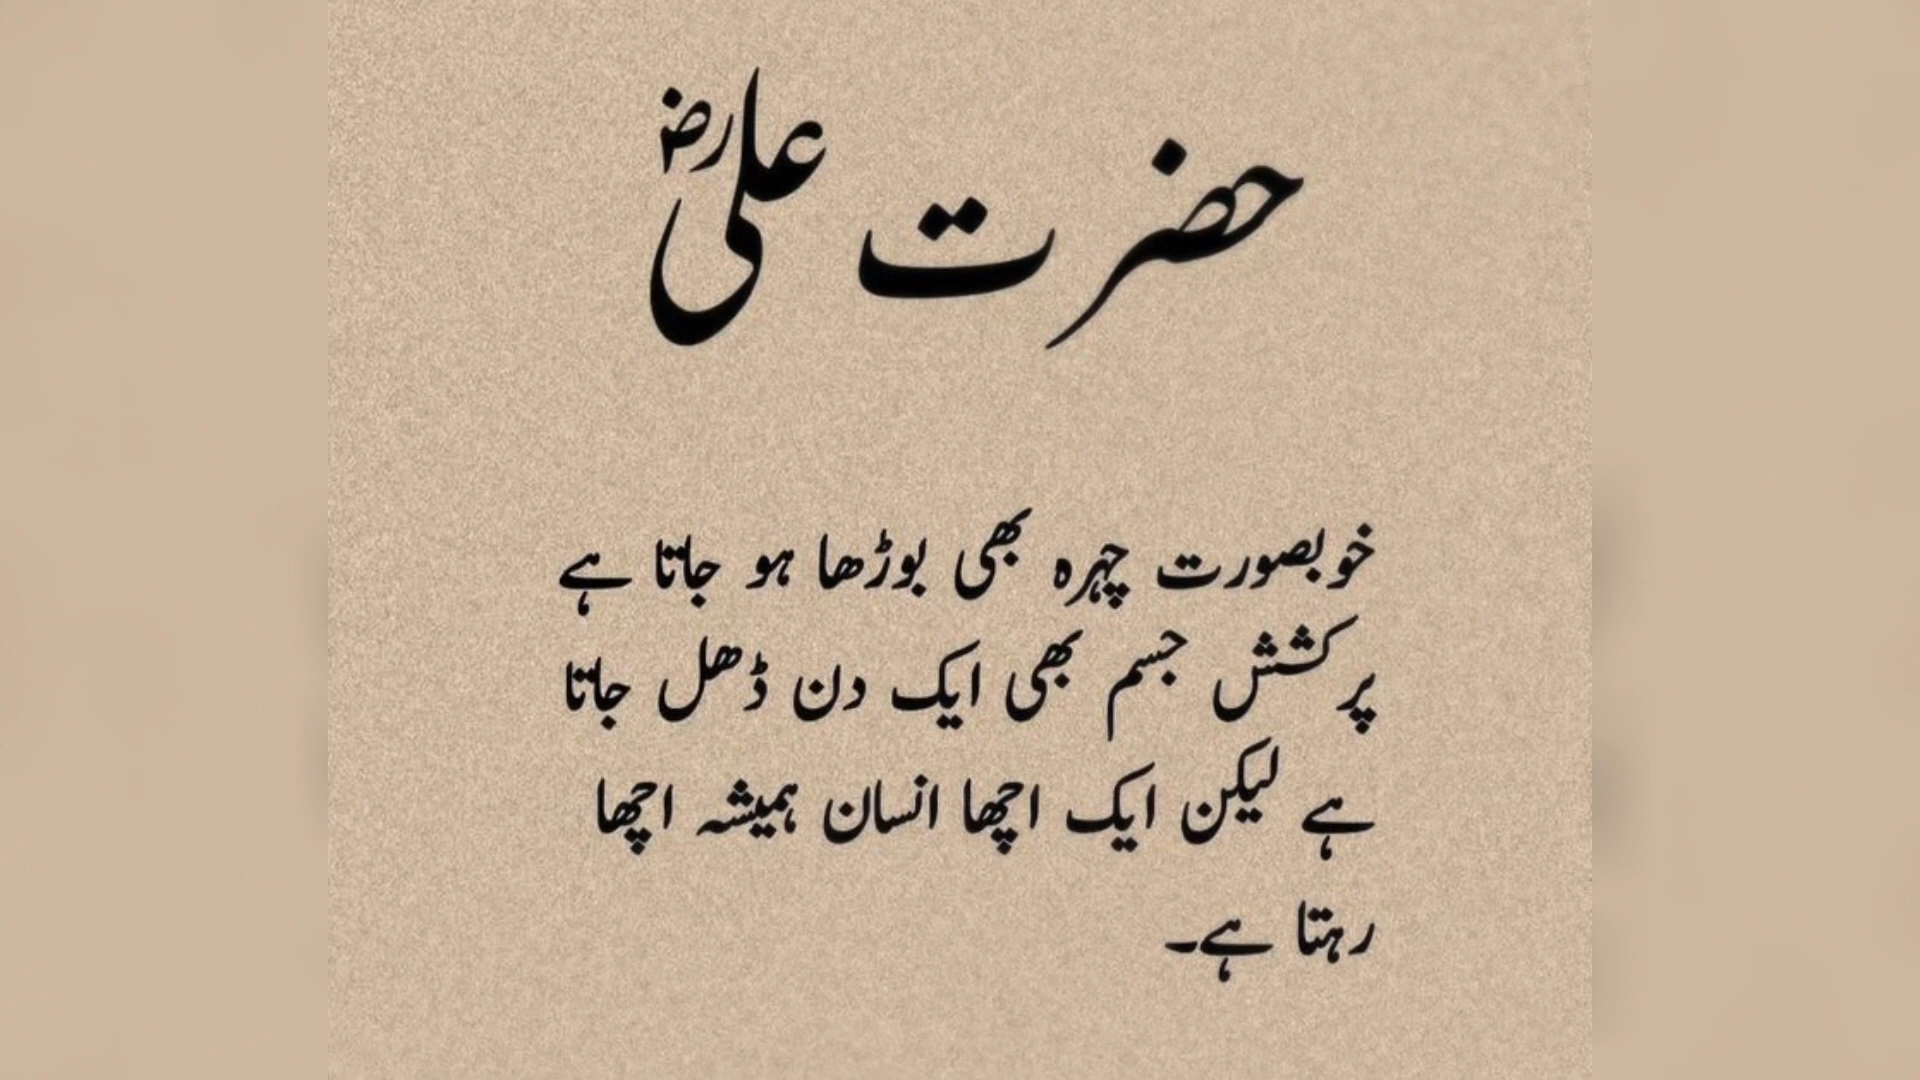 حضرت علیؓ
خوبصورت چہرہ بھی بوڑھا ہو جاتا ہے
پرکشش جسم بھی ایک دن ڈھل جاتا
ہے لیکن ایک اچھا انسان ہمیشہ اچھا
رہتا ہے۔